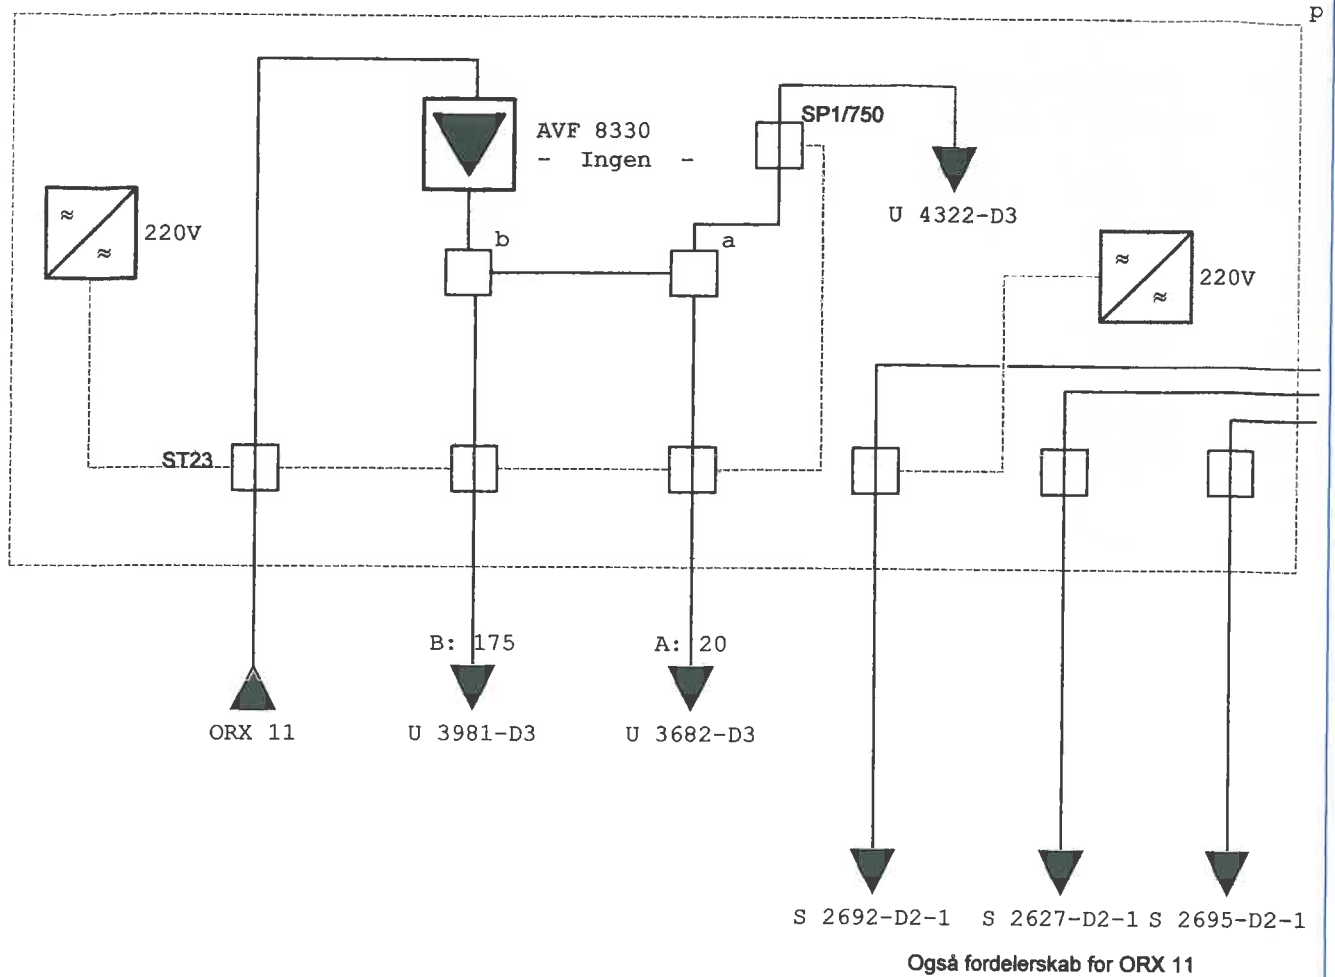 p
SP1/750
AVF 8330
- Ingen -
U 4322-D3
≈
≈
220V
b
a
≈
≈
220V
ST23
B: 175
A: 20
ORX 11
U 3981-D3
U 3682-D3
S 2692-D2-1
S 2627-D2-1
S 2695-D2-1
Også fordelerskab for ORX 11